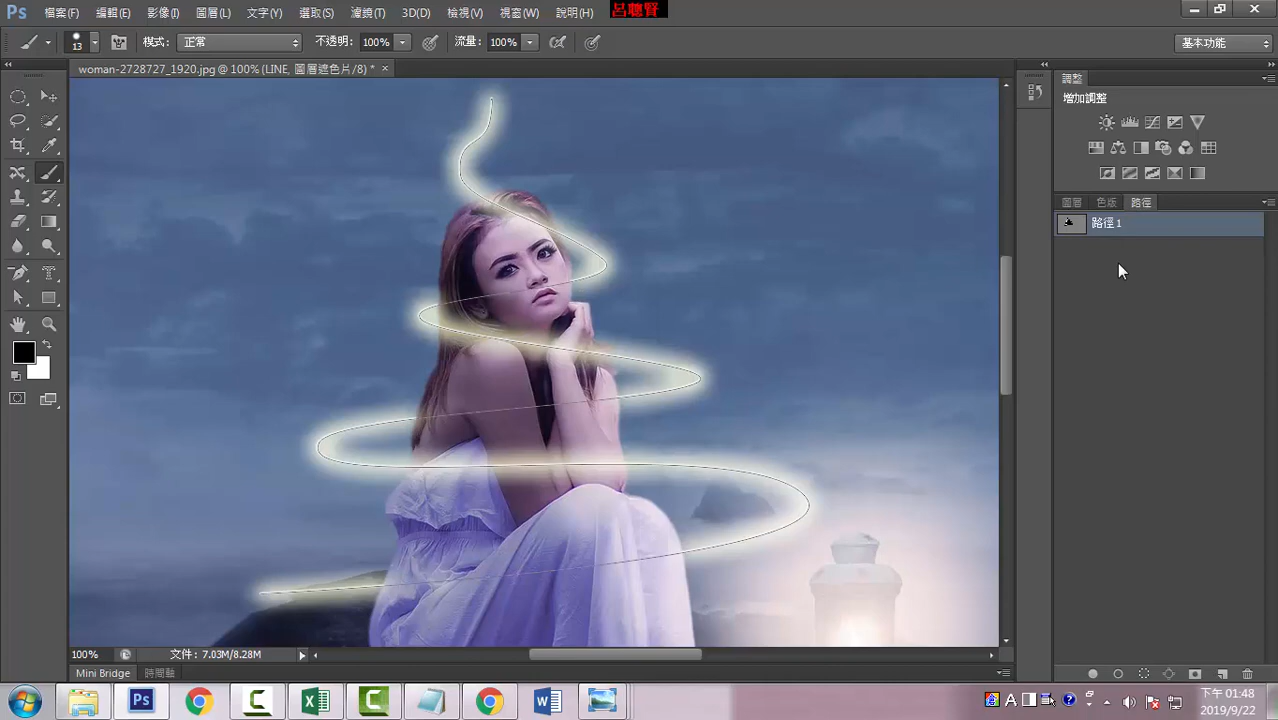 Ps 檔案(F) 編輯(E) 影像(I) 圖層(L) 文字(Y) 選取(S) 濾鏡(T) 3D(D) 檢視(V) 視窗(W) 說明(H) 呂聰賢
13 模式: 正常 不透明: 100% 流量: 100% 基本功能
woman-2728727_1920.jpg @ 100%(LINE, 圖層遮色片/8) * ×
調整
增加調整
圖層 色版 路徑
路徑 1
100% 文件: 7.03M/8.28M
Mini Bridge 時間軸
下午 01:48
2019/9/22